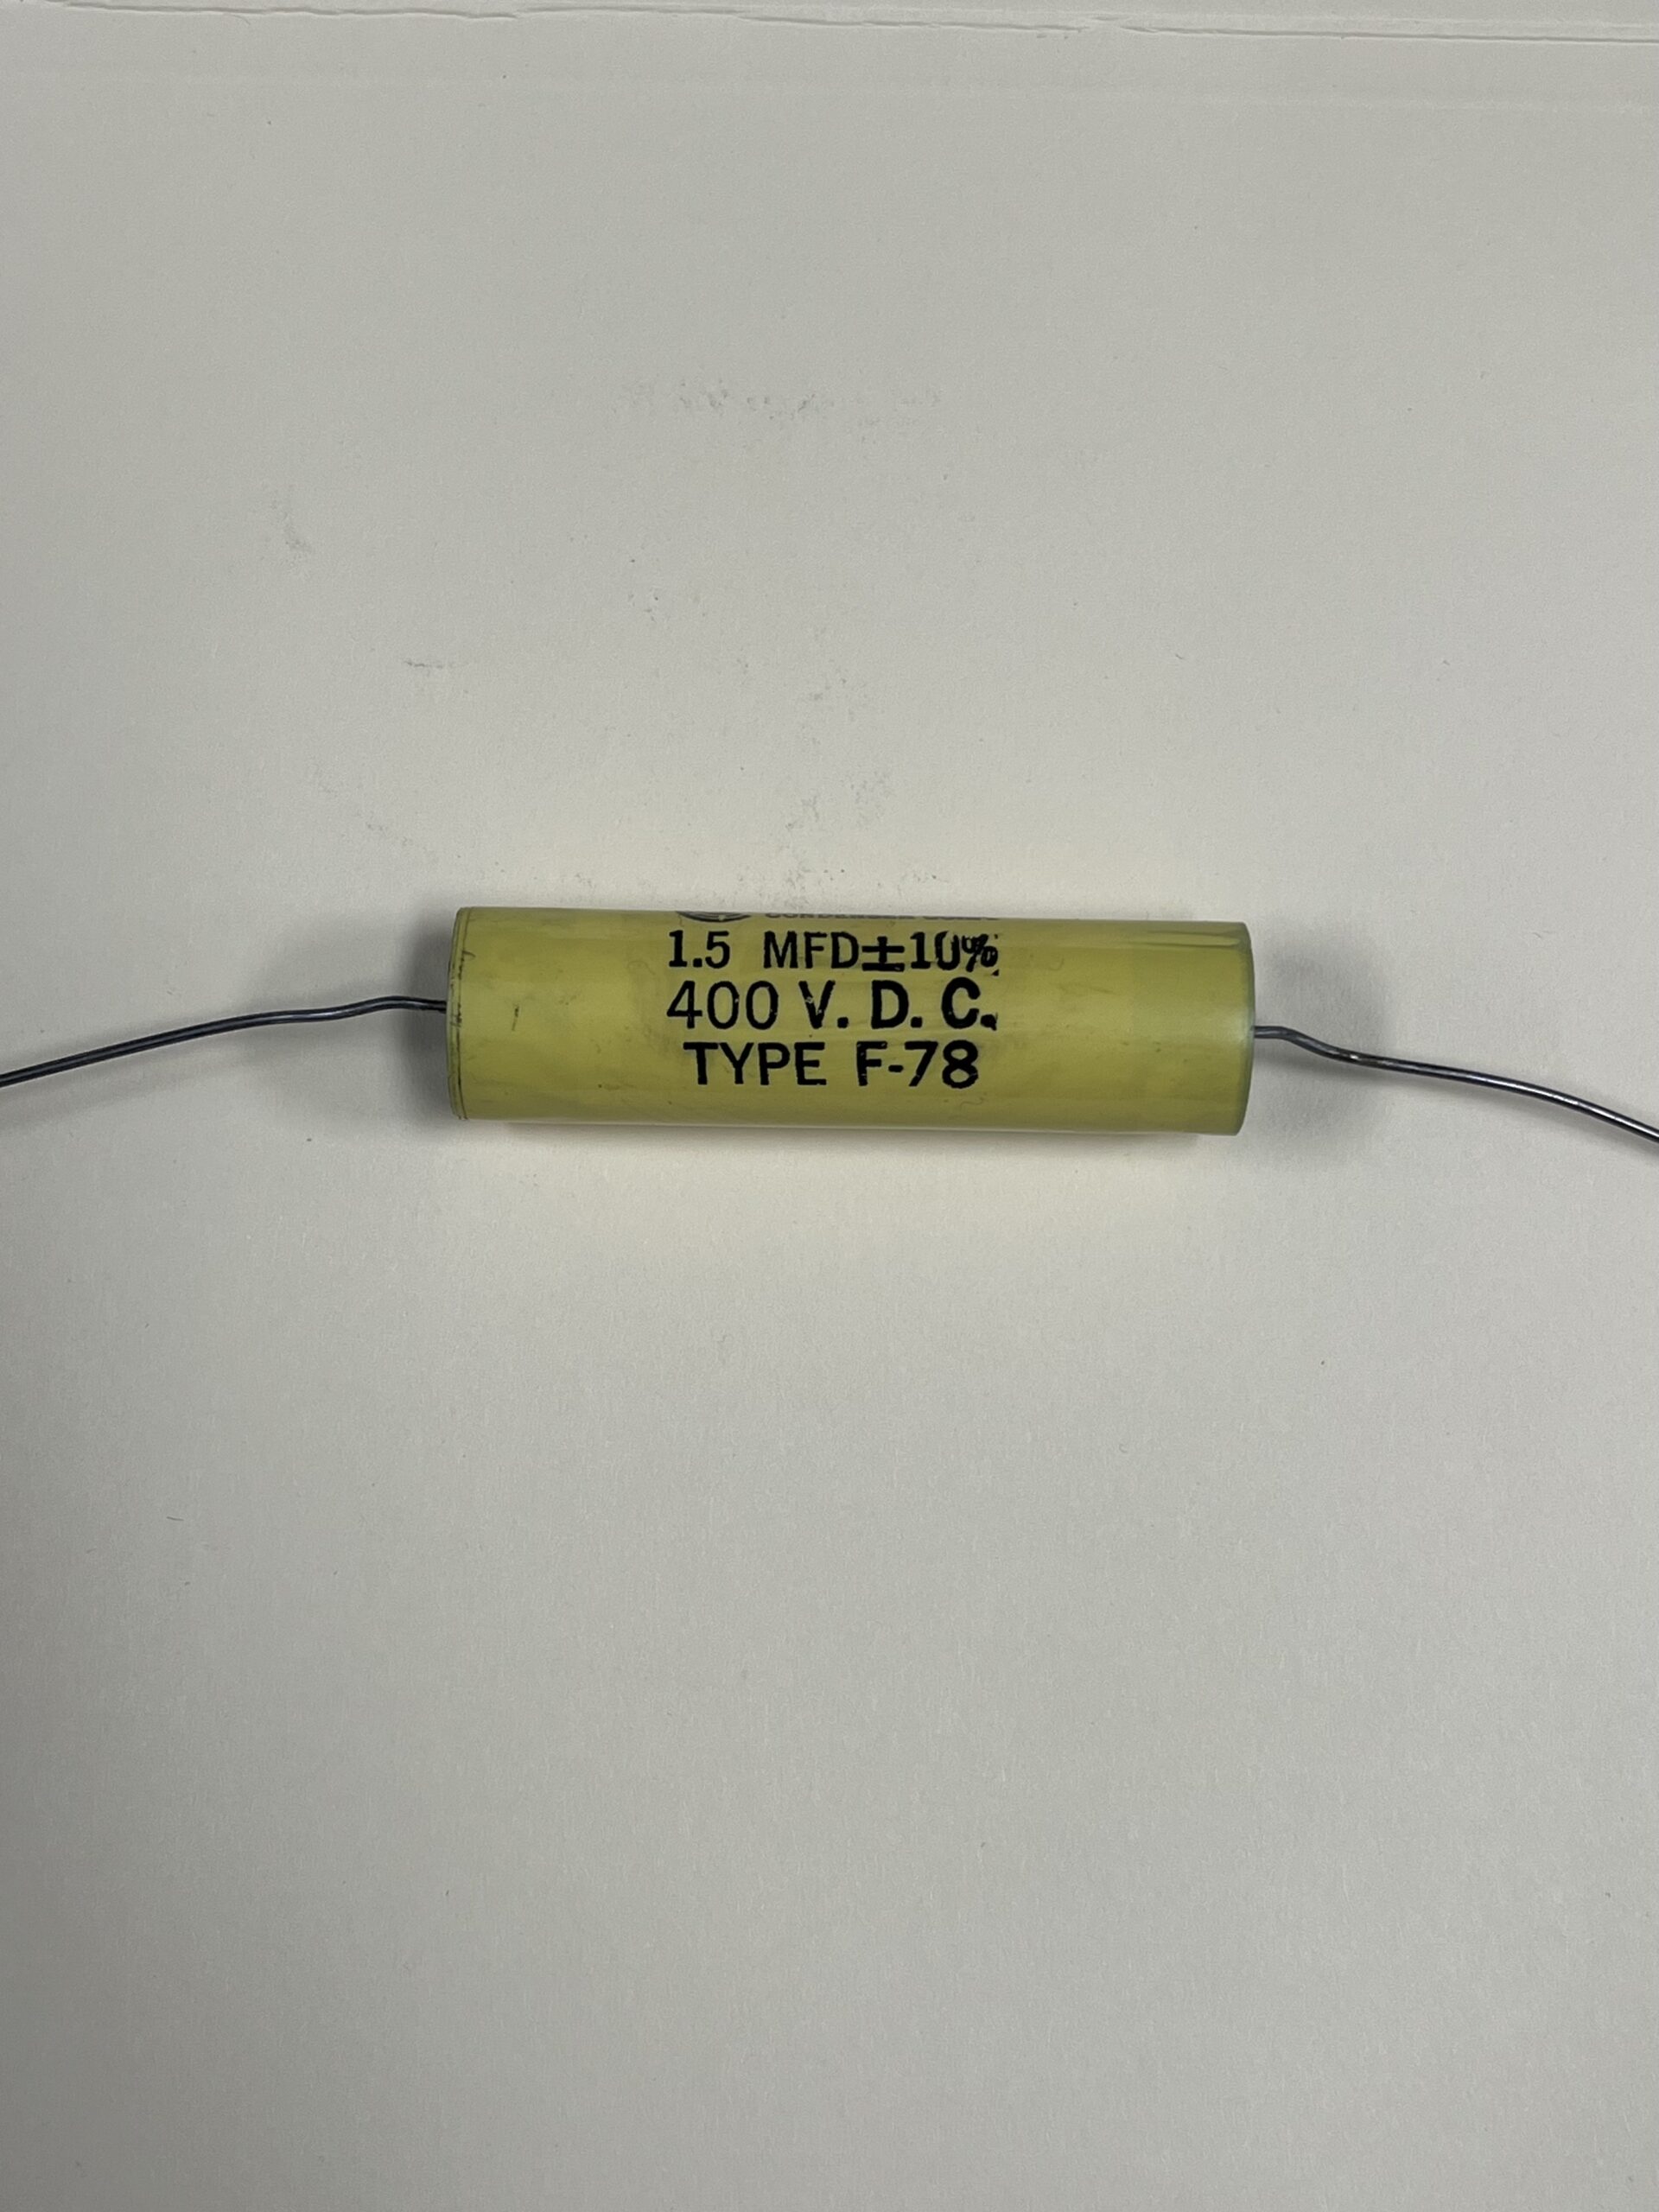 1.5 MFD±10%
400 V. D. C.
TYPE F-78